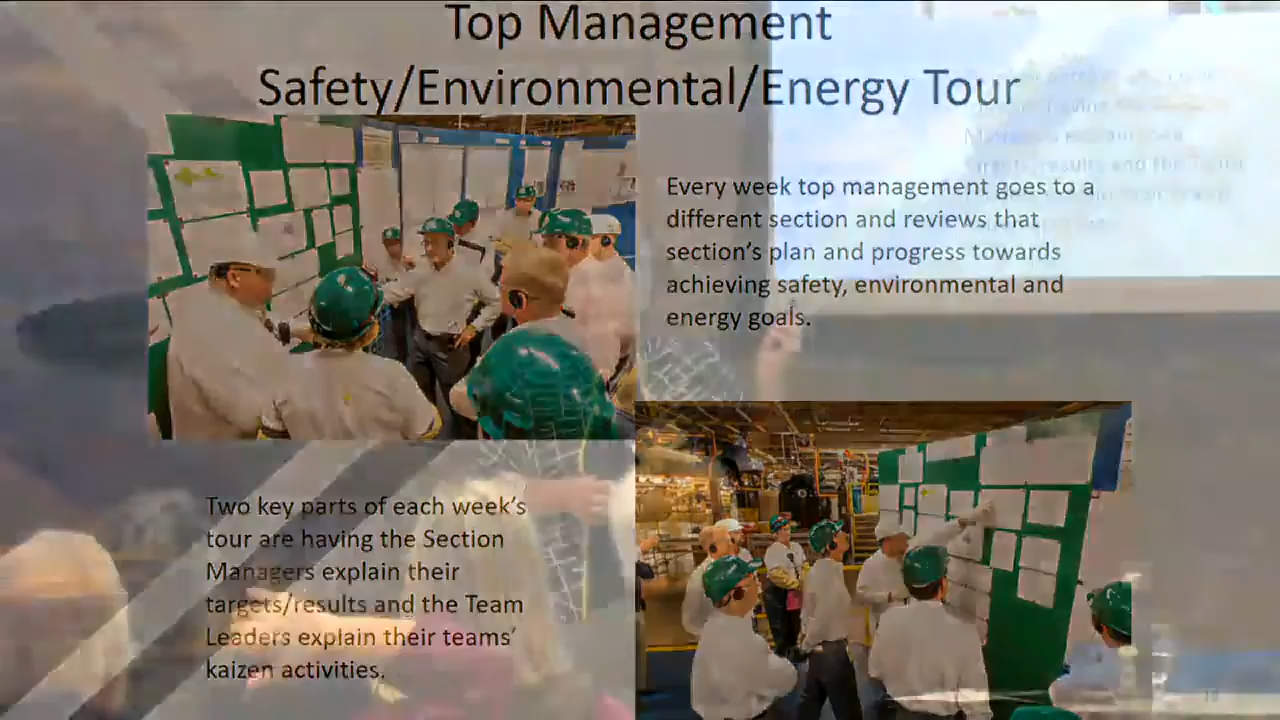 Top Management
Safety/Environmental/Energy Tour
Every week top management goes to a
different section and reviews that
section's plan and progress towards
achieving safety, environmental and
energy goals.
Two key parts of each week's
tour are having the Section
Managers explain their
targets/results and the Team
Leaders explain their teams'
kaizen activities.